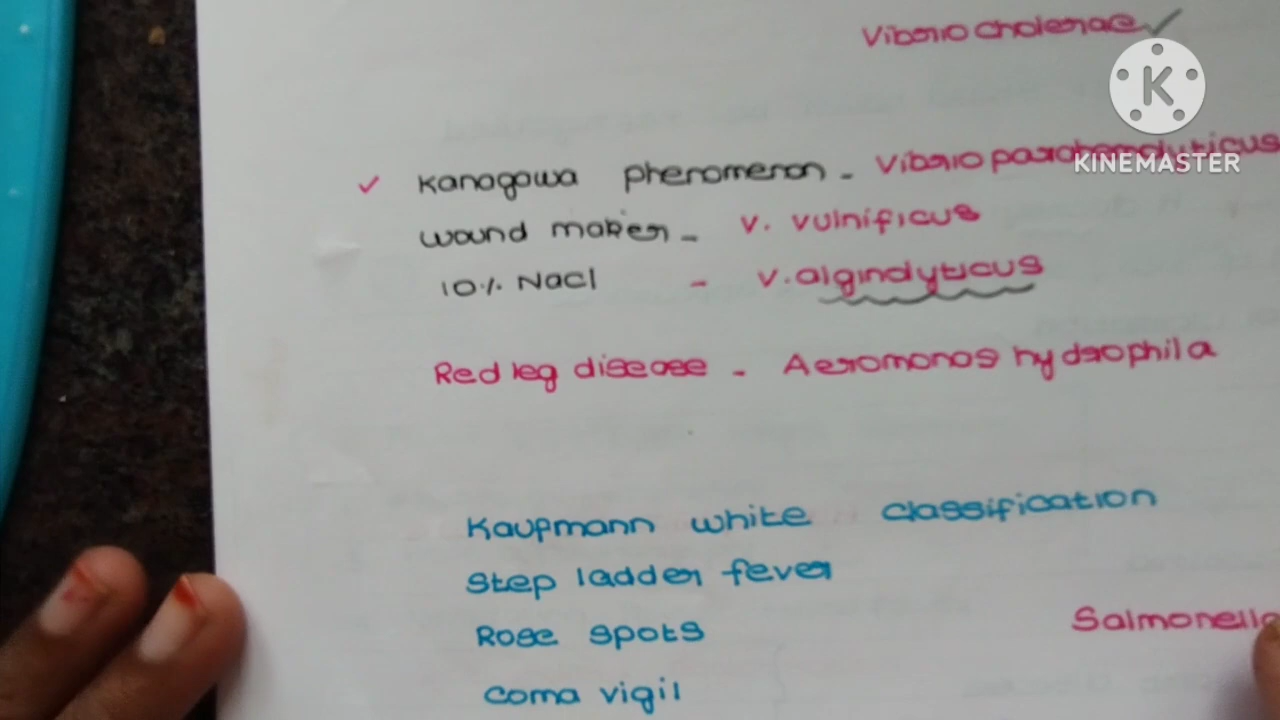 Vibrio cholerae ✓
K
KINEMASTER
✓ Kanagawa phenomenon - Vibrio parahaemolyticus
wound maker - V. vulnificus
10% Nacl - V. alginolyticus
Red leg disease - Aeromonas hydrophila
Kaufmann white classification
Step ladder fever
Rose spots
Salmonella
Coma vigil